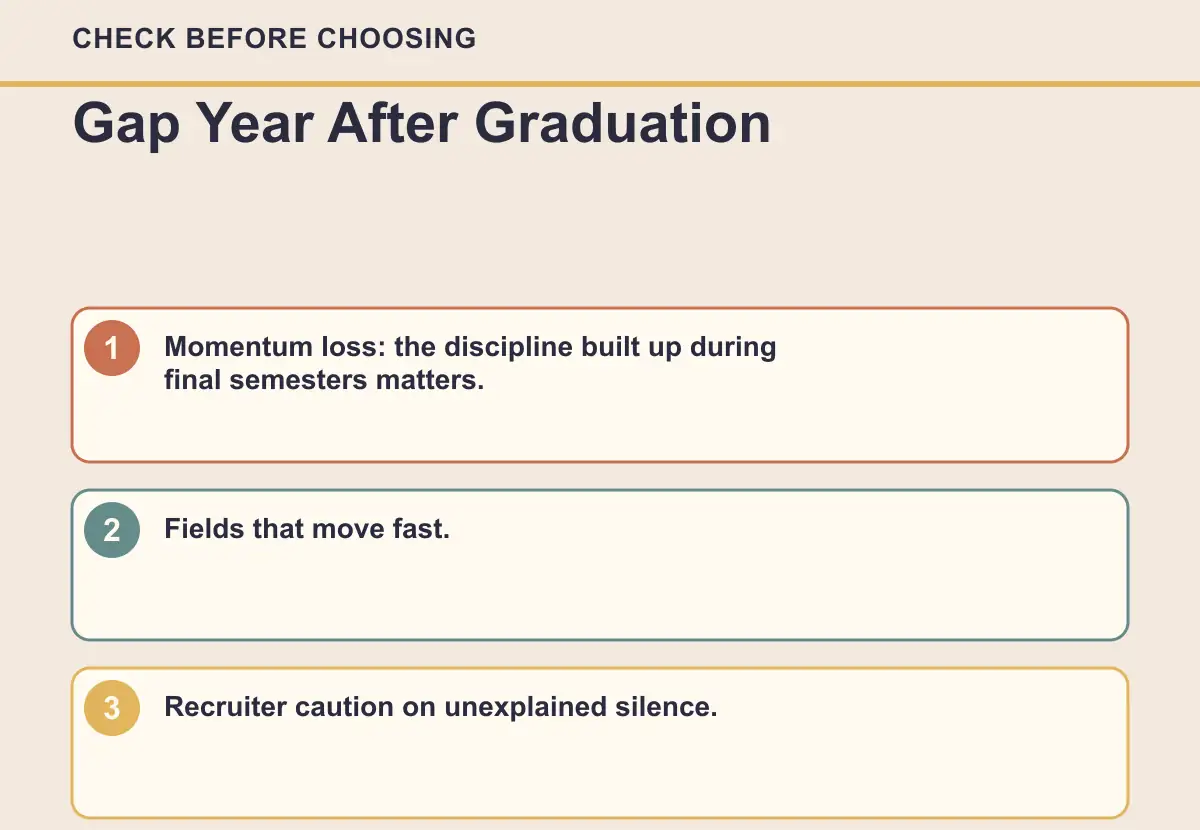 CHECK BEFORE CHOOSING
Gap Year After Graduation
1
Momentum loss: the discipline built up during
final semesters matters.
2
Fields that move fast.
3
Recruiter caution on unexplained silence.